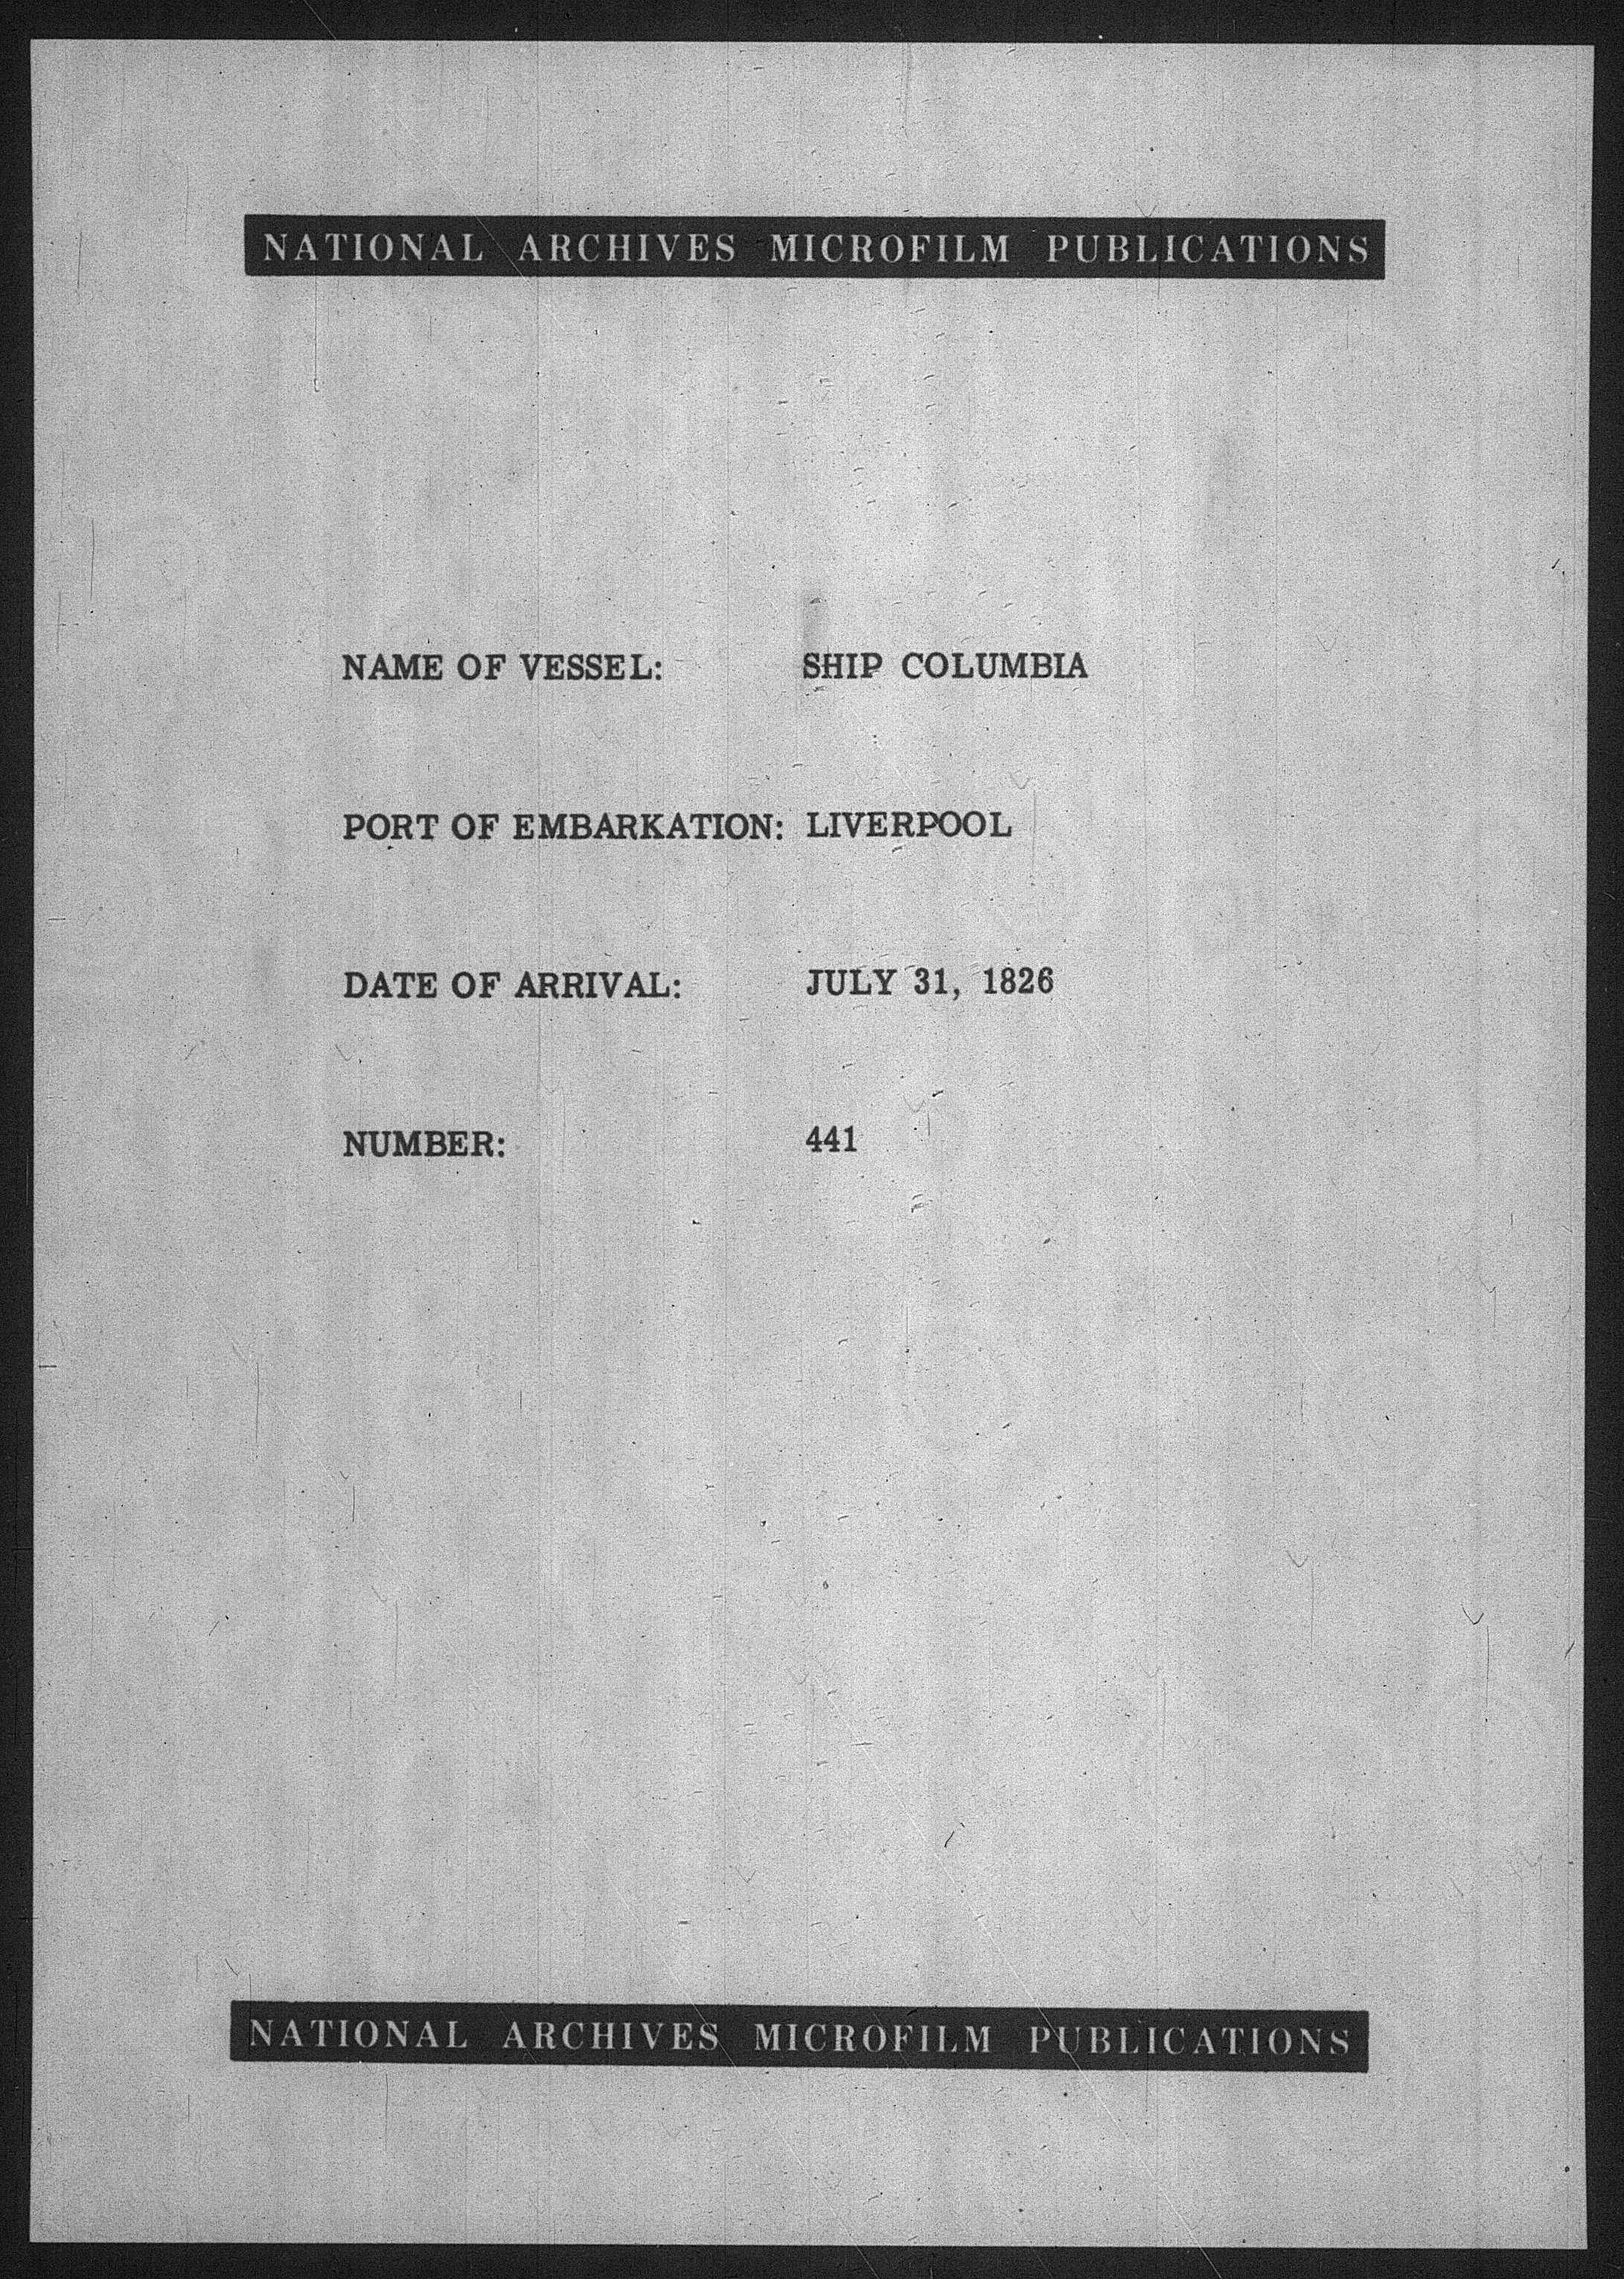 NATIONAL ARCHIVES MICROFILM PUBLICATIONS
NAME OF VESSEL: SHIP COLUMBIA
PORT OF EMBARKATION: LIVERPOOL
DATE OF ARRIVAL: JULY 31, 1826
NUMBER: 441
NATIONAL ARCHIVES MICROFILM PUBLICATIONS